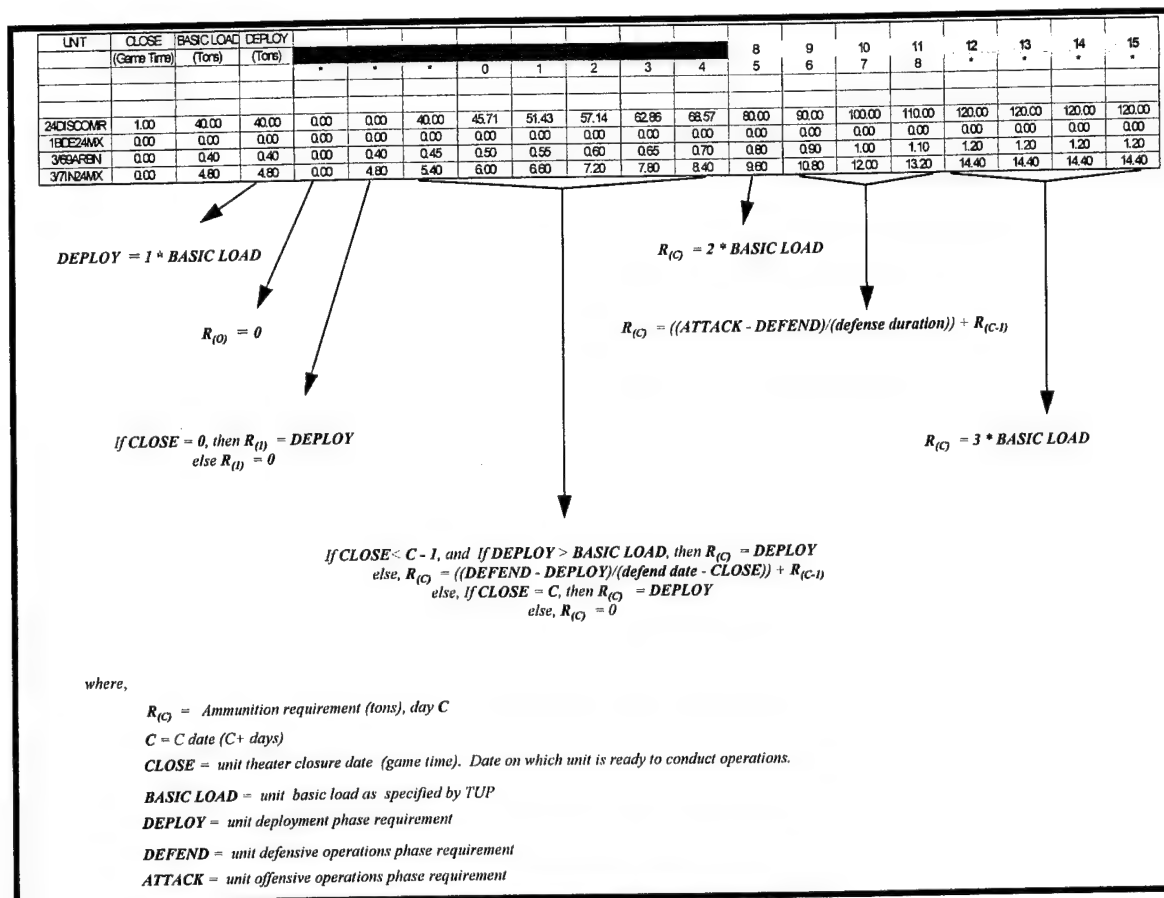 UNIT CLOSE BASIC LOAD DEPLOY 8 9 10 11 12 13 14 15
(Game Time) (Tons) (Tons) * * * 0 1 2 3 4 5 6 7 8 * * * *
24DISCOMR 1.00 40.00 40.00 0.00 0.00 40.00 45.71 51.43 57.14 62.86 68.57 80.00 90.00 100.00 110.00 120.00 120.00 120.00 120.00
1BDE24MX 0.00 0.00 0.00 0.00 0.00 0.00 0.00 0.00 0.00 0.00 0.00 0.00 0.00 0.00 0.00 0.00 0.00 0.00 0.00
3/69ARBN 0.00 0.40 0.40 0.00 0.40 0.45 0.50 0.55 0.60 0.65 0.70 0.80 0.90 1.00 1.10 1.20 1.20 1.20 1.20
3/7IN24MX 0.00 4.80 4.80 0.00 4.80 5.40 6.00 6.60 7.20 7.80 8.40 9.60 10.80 12.00 13.20 14.40 14.40 14.40 14.40
DEPLOY = 1 * BASIC LOAD
R(C) = 2 * BASIC LOAD
R(O) = 0
R(C) = ((ATTACK - DEFEND)/(defense duration)) + R(C-1)
If CLOSE = 0, then R(1) = DEPLOY
else R(1) = 0
R(C) = 3 * BASIC LOAD
If CLOSE < C - 1, and If DEPLOY > BASIC LOAD, then R(C) = DEPLOY
else, R(C) = ((DEFEND - DEPLOY)/(defend date - CLOSE)) + R(C-1)
else, If CLOSE = C, then R(C) = DEPLOY
else, R(C) = 0
where,
R(C) = Ammunition requirement (tons), day C
C = C date (C+ days)
CLOSE = unit theater closure date (game time). Date on which unit is ready to conduct operations.
BASIC LOAD = unit basic load as specified by TUP
DEPLOY = unit deployment phase requirement
DEFEND = unit defensive operations phase requirement
ATTACK = unit offensive operations phase requirement